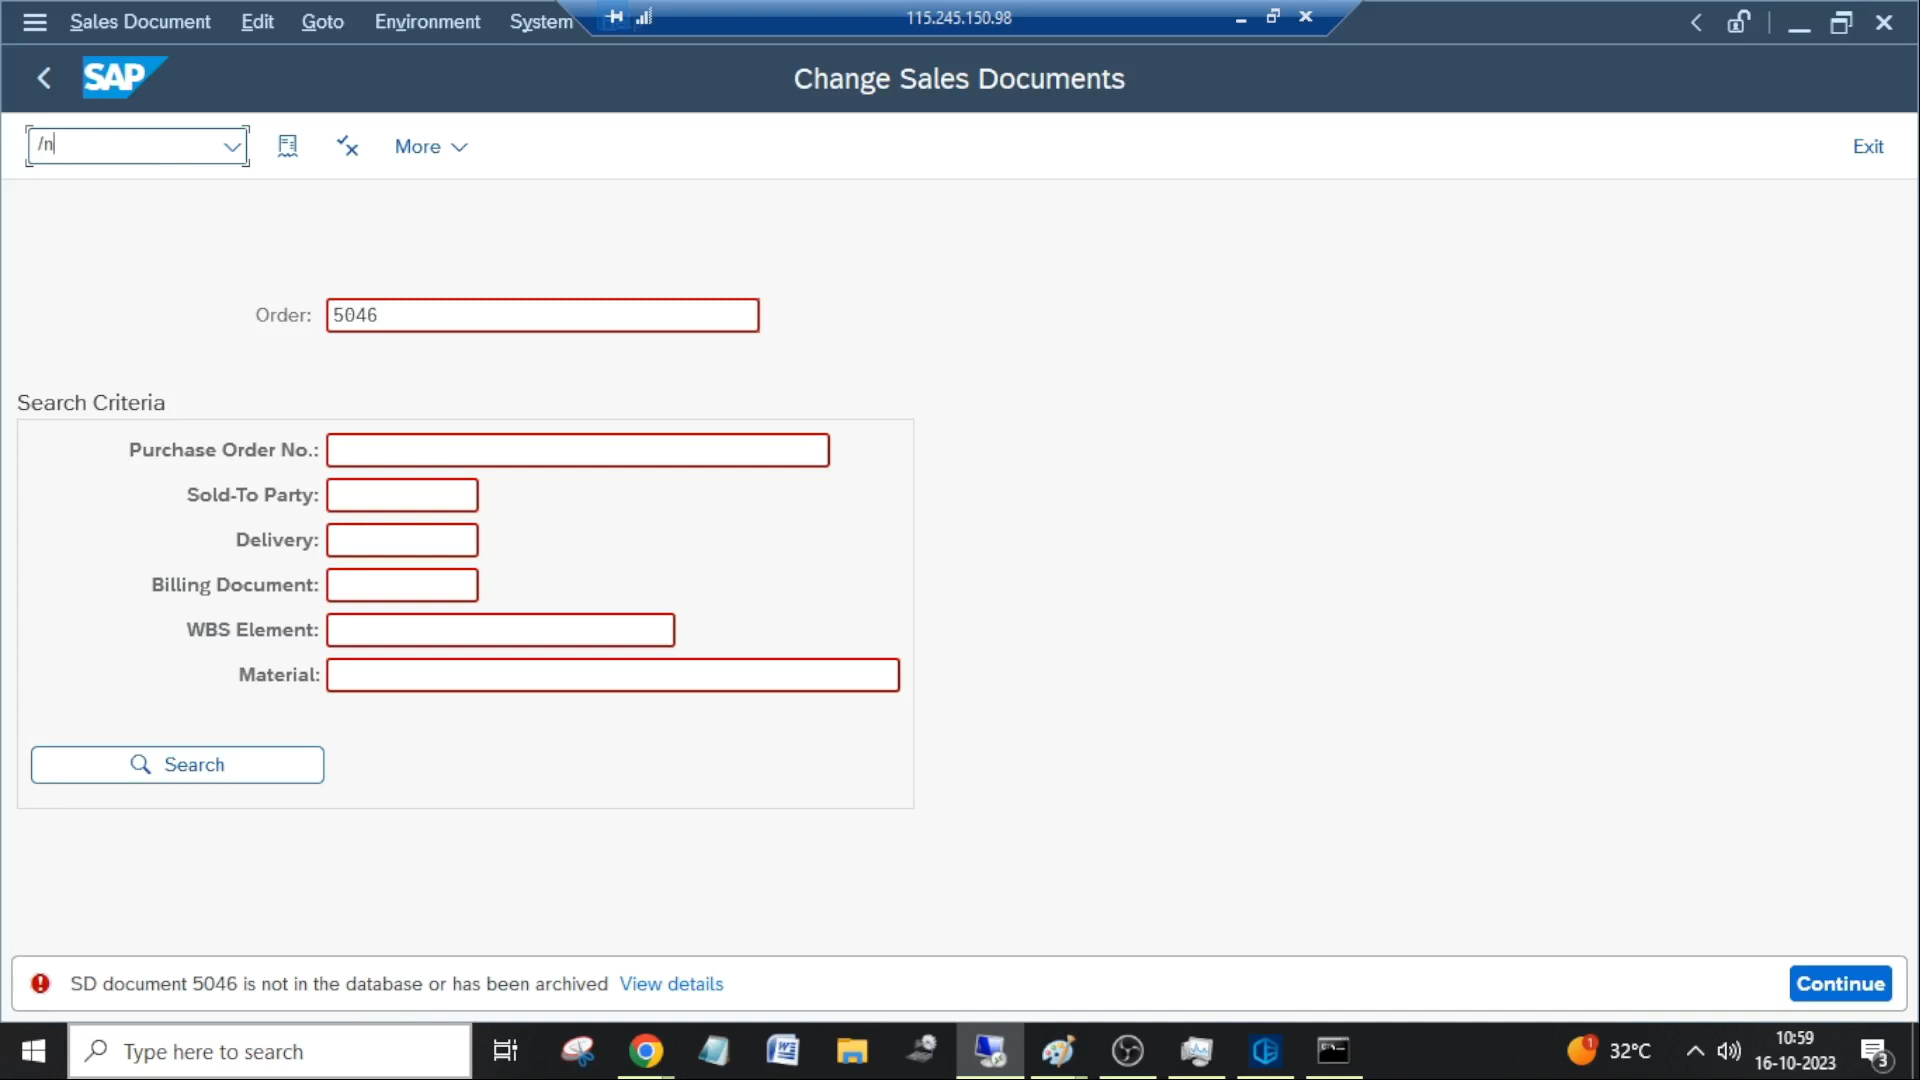 Sales Document Edit Goto Environment System 115.245.150.98
SAP Change Sales Documents
/n More Exit
Order: 5046
Search Criteria
Purchase Order No.:
Sold-To Party:
Delivery:
Billing Document:
WBS Element:
Material:
Search
SD document 5046 is not in the database or has been archived View details Continue
Type here to search 1 32°C 10:59
16-10-2023 3